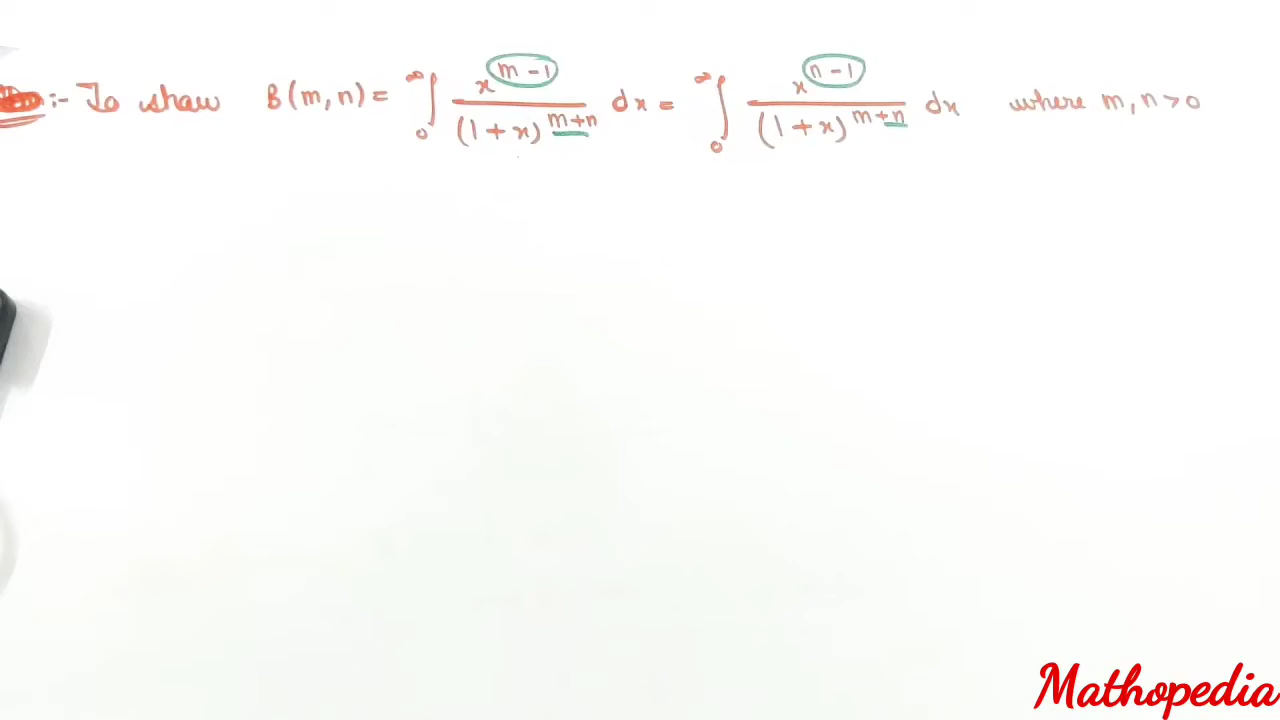 :- To show B(m, n) = ∫₀^∞ x^(m-1) / (1+x)^(m+n) dx = ∫₀^∞ x^(n-1) / (1+x)^(m+n) dx where m, n > 0
Mathopedia